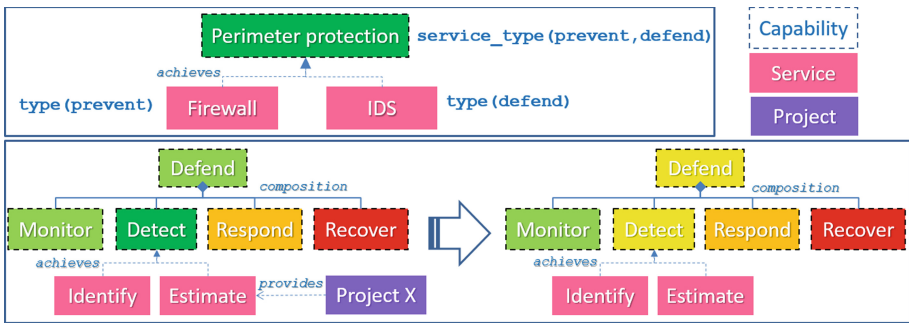 Perimeter protection
service_type(prevent,defend)
achieves
type(prevent)
Firewall
IDS
type(defend)
Capability
Service
Project
Defend
composition
Monitor
Detect
Respond
Recover
achieves
Identify
Estimate
provides
Project X
Defend
composition
Monitor
Detect
Respond
Recover
achieves
Identify
Estimate